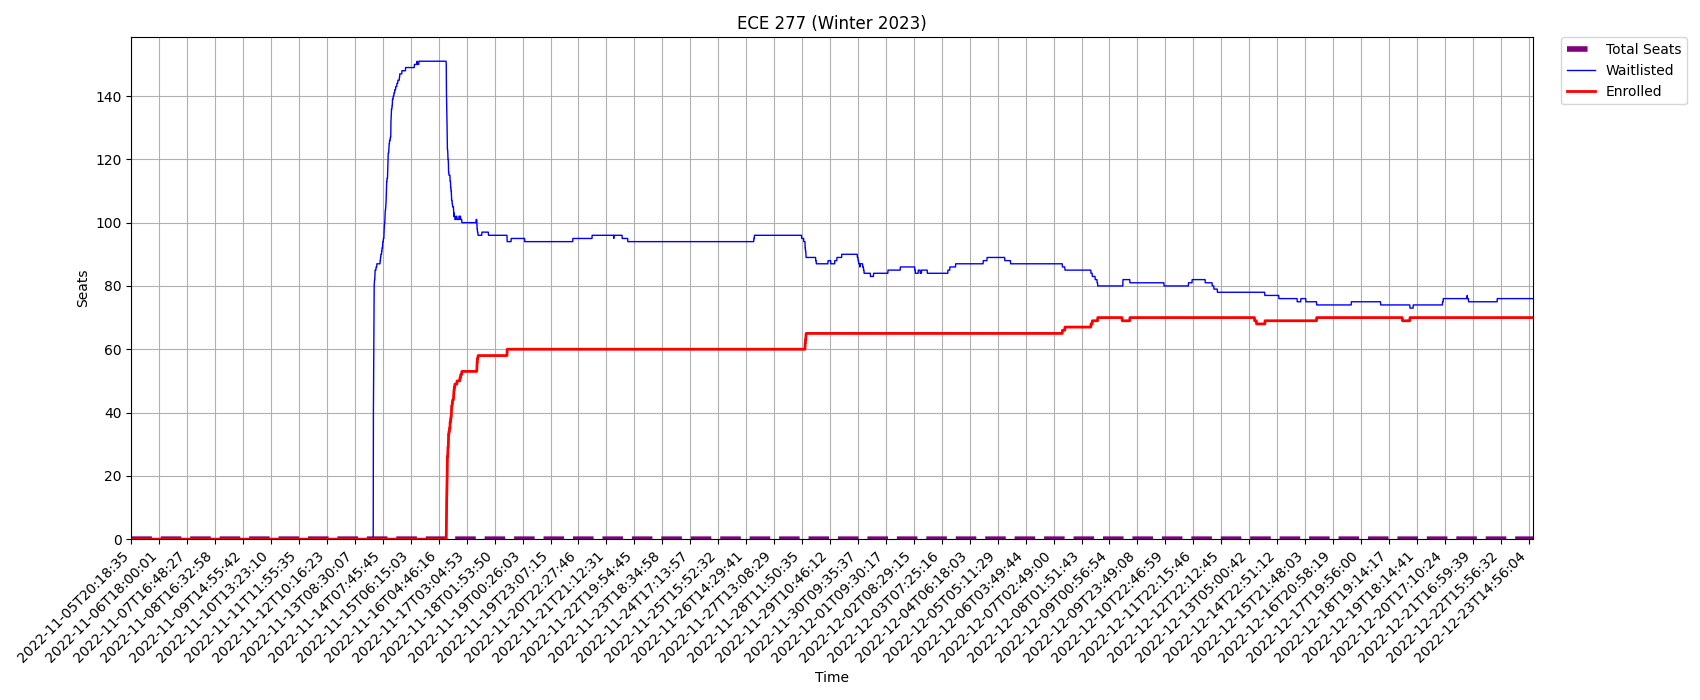 ECE 277 (Winter 2023)
Total Seats
Waitlisted
Enrolled
Seats
140
120
100
80
60
40
20
0
2022-11-05T20:18:35
2022-11-06T18:00:01
2022-11-07T16:48:27
2022-11-08T16:32:58
2022-11-09T14:55:42
2022-11-10T13:23:10
2022-11-11T11:55:35
2022-11-12T10:16:23
2022-11-13T08:30:07
2022-11-14T07:45:45
2022-11-15T06:15:03
2022-11-16T04:46:16
2022-11-17T03:04:53
2022-11-18T01:53:50
2022-11-19T00:26:03
2022-11-19T23:07:15
2022-11-20T22:27:46
2022-11-21T21:12:31
2022-11-22T19:54:45
2022-11-23T18:34:58
2022-11-24T17:13:57
2022-11-25T15:52:32
2022-11-26T14:29:41
2022-11-27T13:08:29
2022-11-28T11:50:35
2022-11-29T10:46:12
2022-11-30T09:35:37
2022-12-01T09:30:17
2022-12-02T08:29:15
2022-12-03T07:25:16
2022-12-04T06:18:03
2022-12-05T05:11:29
2022-12-06T03:49:44
2022-12-07T02:49:00
2022-12-08T01:51:43
2022-12-09T00:56:54
2022-12-09T23:49:08
2022-12-10T22:46:59
2022-12-11T22:15:46
2022-12-12T22:12:45
2022-12-13T05:00:42
2022-12-14T22:51:12
2022-12-15T21:48:03
2022-12-16T20:58:19
2022-12-17T19:56:00
2022-12-18T19:14:17
2022-12-19T18:14:41
2022-12-20T17:10:24
2022-12-21T16:59:39
2022-12-22T15:56:32
2022-12-23T14:56:04
Time